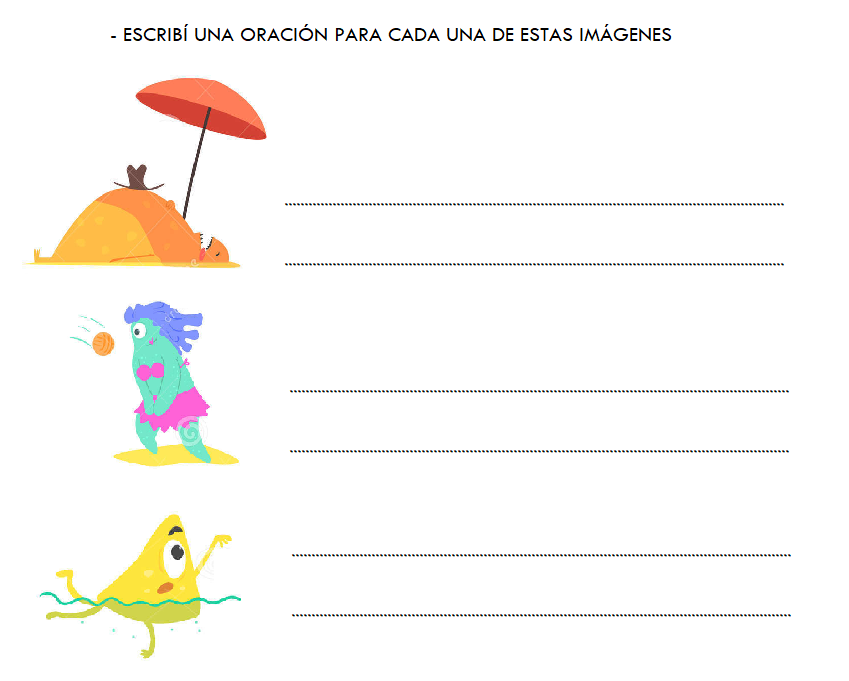 - ESCRIBÍ UNA ORACIÓN PARA CADA UNA DE ESTAS IMÁGENES